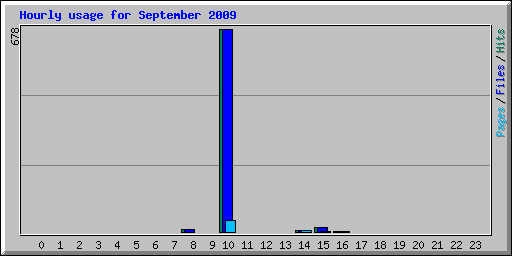 Hourly usage for September 2009
678
Pages/Files/Hits
0 1 2 3 4 5 6 7 8 9 10 11 12 13 14 15 16 17 18 19 20 21 22 23